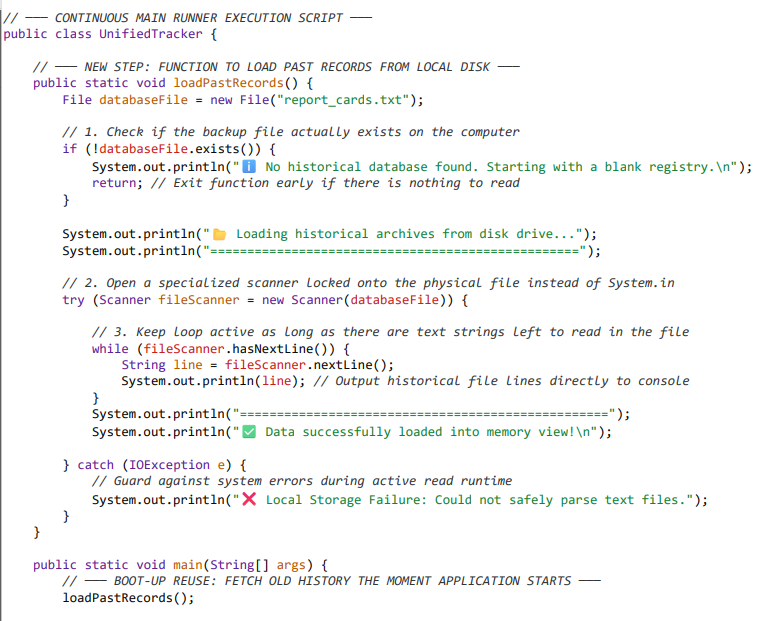 // ─── CONTINUOUS MAIN RUNNER EXECUTION SCRIPT ───
public class UnifiedTracker {
// ─── NEW STEP: FUNCTION TO LOAD PAST RECORDS FROM LOCAL DISK ───
public static void loadPastRecords() {
File databaseFile = new File("report_cards.txt");
// 1. Check if the backup file actually exists on the computer
if (!databaseFile.exists()) {
System.out.println("ℹ️ No historical database found. Starting with a blank registry.\n");
return; // Exit function early if there is nothing to read
}
System.out.println("📁 Loading historical archives from disk drive...");
System.out.println("==================================================");
// 2. Open a specialized scanner locked onto the physical file instead of System.in
try (Scanner fileScanner = new Scanner(databaseFile)) {
// 3. Keep loop active as long as there are text strings left to read in the file
while (fileScanner.hasNextLine()) {
String line = fileScanner.nextLine();
System.out.println(line); // Output historical file lines directly to console
}
System.out.println("==================================================");
System.out.println("✅ Data successfully loaded into memory view!\n");
} catch (IOException e) {
// Guard against system errors during active read runtime
System.out.println("❌ Local Storage Failure: Could not safely parse text files.");
}
}
public static void main(String[] args) {
// ─── BOOT-UP REUSE: FETCH OLD HISTORY THE MOMENT APPLICATION STARTS ───
loadPastRecords();